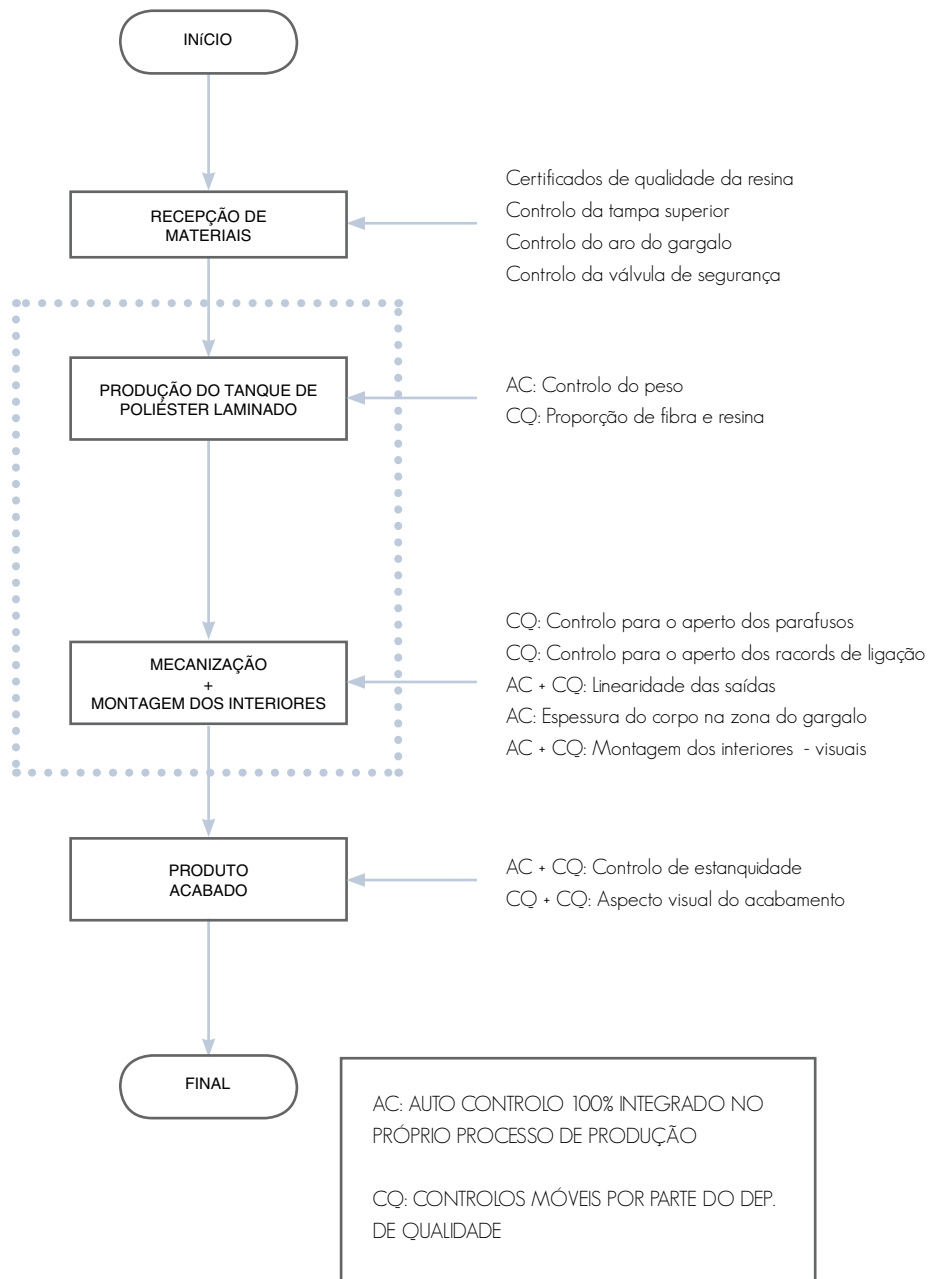 INíCIO
RECEPÇÃO DE
MATERIAIS
Certificados de qualidade da resina
Controlo da tampa superior
Controlo do aro do gargalo
Controlo da válvula de segurança
PRODUÇÃO DO TANQUE DE
POLIÉSTER LAMINADO
AC: Controlo do peso
CQ: Proporção de fibra e resina
MECANIZAÇÃO
+
MONTAGEM DOS INTERIORES
CQ: Controlo para o aperto dos parafusos
CQ: Controlo para o aperto dos racords de ligação
AC + CQ: Linearidade das saídas
AC: Espessura do corpo na zona do gargalo
AC + CQ: Montagem dos interiores - visuais
PRODUTO
ACABADO
AC + CQ: Controlo de estanquidade
CQ + CQ: Aspecto visual do acabamento
FINAL
AC: AUTO CONTROLO 100% INTEGRADO NO
PRÓPRIO PROCESSO DE PRODUÇÃO
CQ: CONTROLOS MÓVEIS POR PARTE DO DEP.
DE QUALIDADE